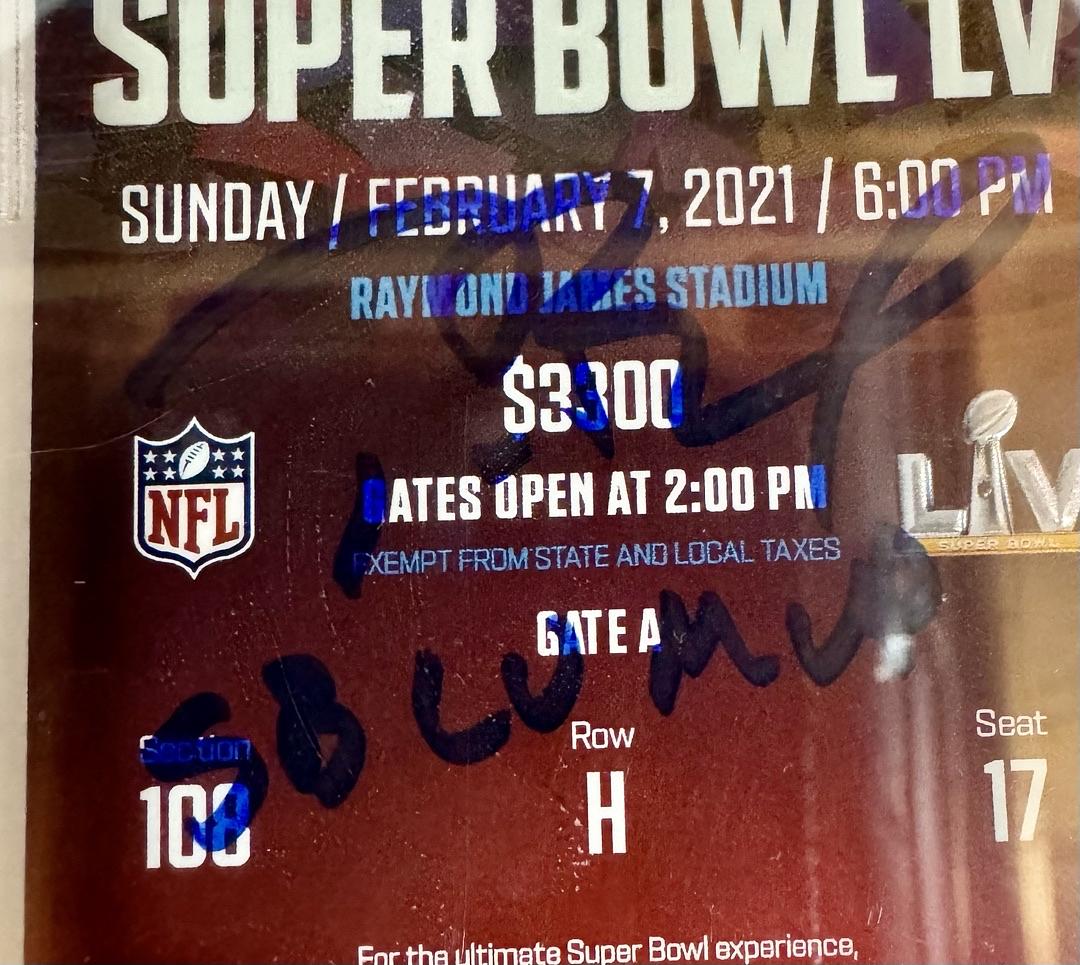 SUPER BOWL LV
SUNDAY / FEBRUARY 7, 2021 / 6:00 PM
RAYMOND JAMES STADIUM
$3300
GATES OPEN AT 2:00 PM
EXEMPT FROM STATE AND LOCAL TAXES
NFL
LIV
SUPER BOWL
GATE A
SB LV MVP
Section Row Seat
108 H 17
For the ultimate Super Bowl experience,